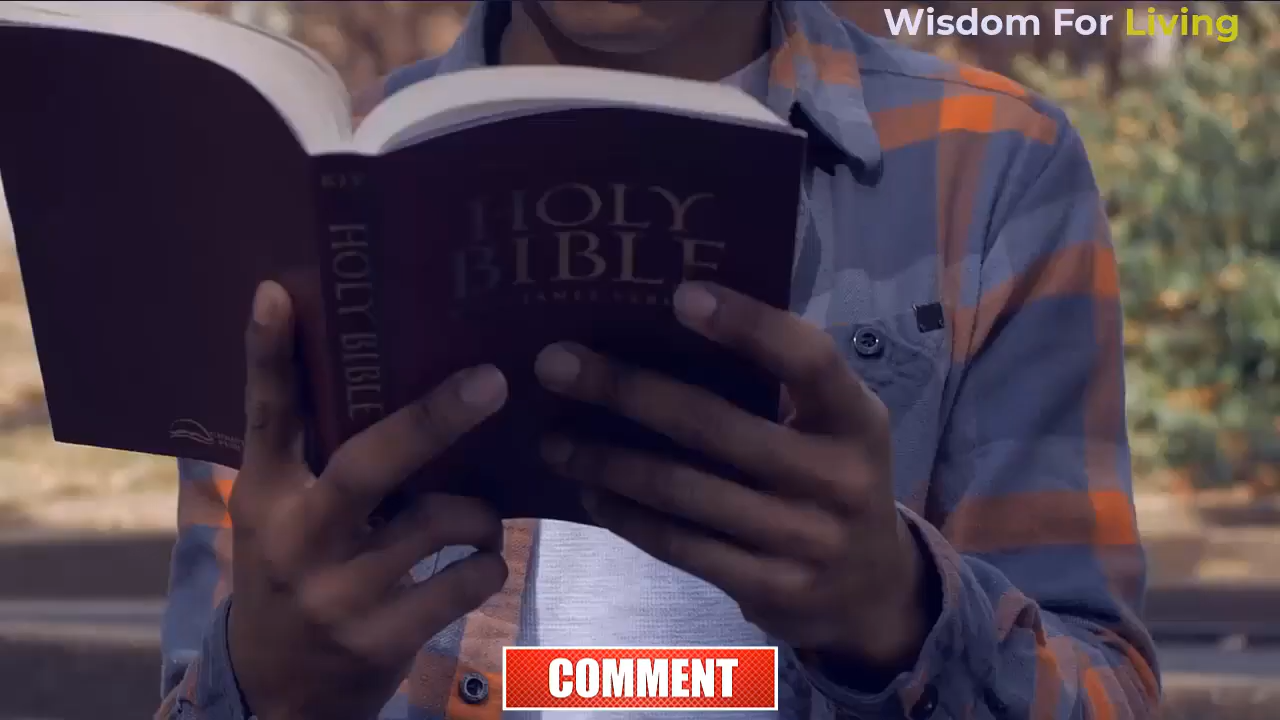 Wisdom For Living
KJV
HOLY BIBLE
HOLY
BIBLE
COMMENT